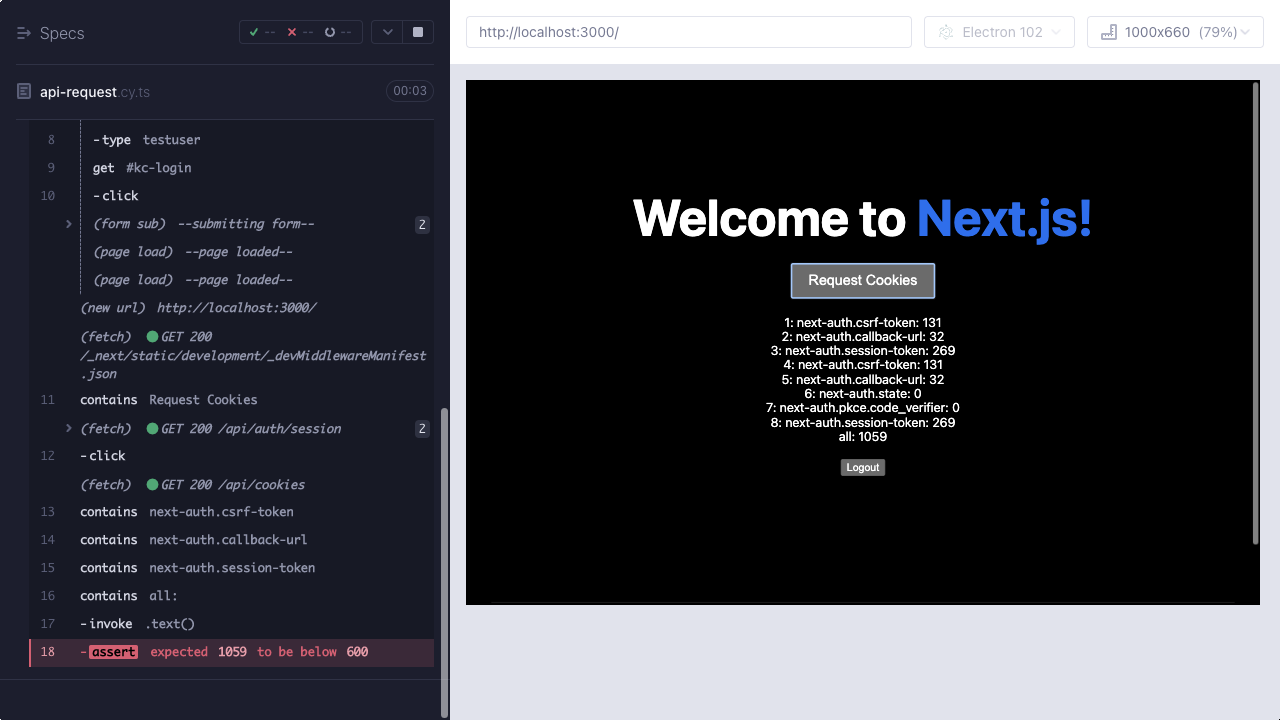 Specs
-- -- --
api-request.cy.ts 00:03
8 -type testuser
9 get #kc-login
10 -click
(form sub) --submitting form-- 2
(page load) --page loaded--
(page load) --page loaded--
(new url) http://localhost:3000/
(fetch) GET 200
/_next/static/development/_devMiddlewareManifest
.json
11 contains Request Cookies
(fetch) GET 200 /api/auth/session 2
12 -click
(fetch) GET 200 /api/cookies
13 contains next-auth.csrf-token
14 contains next-auth.callback-url
15 contains next-auth.session-token
16 contains all:
17 -invoke .text()
18 -assert expected 1059 to be below 600
http://localhost:3000/
Electron 102
1000x660 (79%)
Welcome to Next.js!
Request Cookies
1: next-auth.csrf-token: 131
2: next-auth.callback-url: 32
3: next-auth.session-token: 269
4: next-auth.csrf-token: 131
5: next-auth.callback-url: 32
6: next-auth.state: 0
7: next-auth.pkce.code_verifier: 0
8: next-auth.session-token: 269
all: 1059
Logout